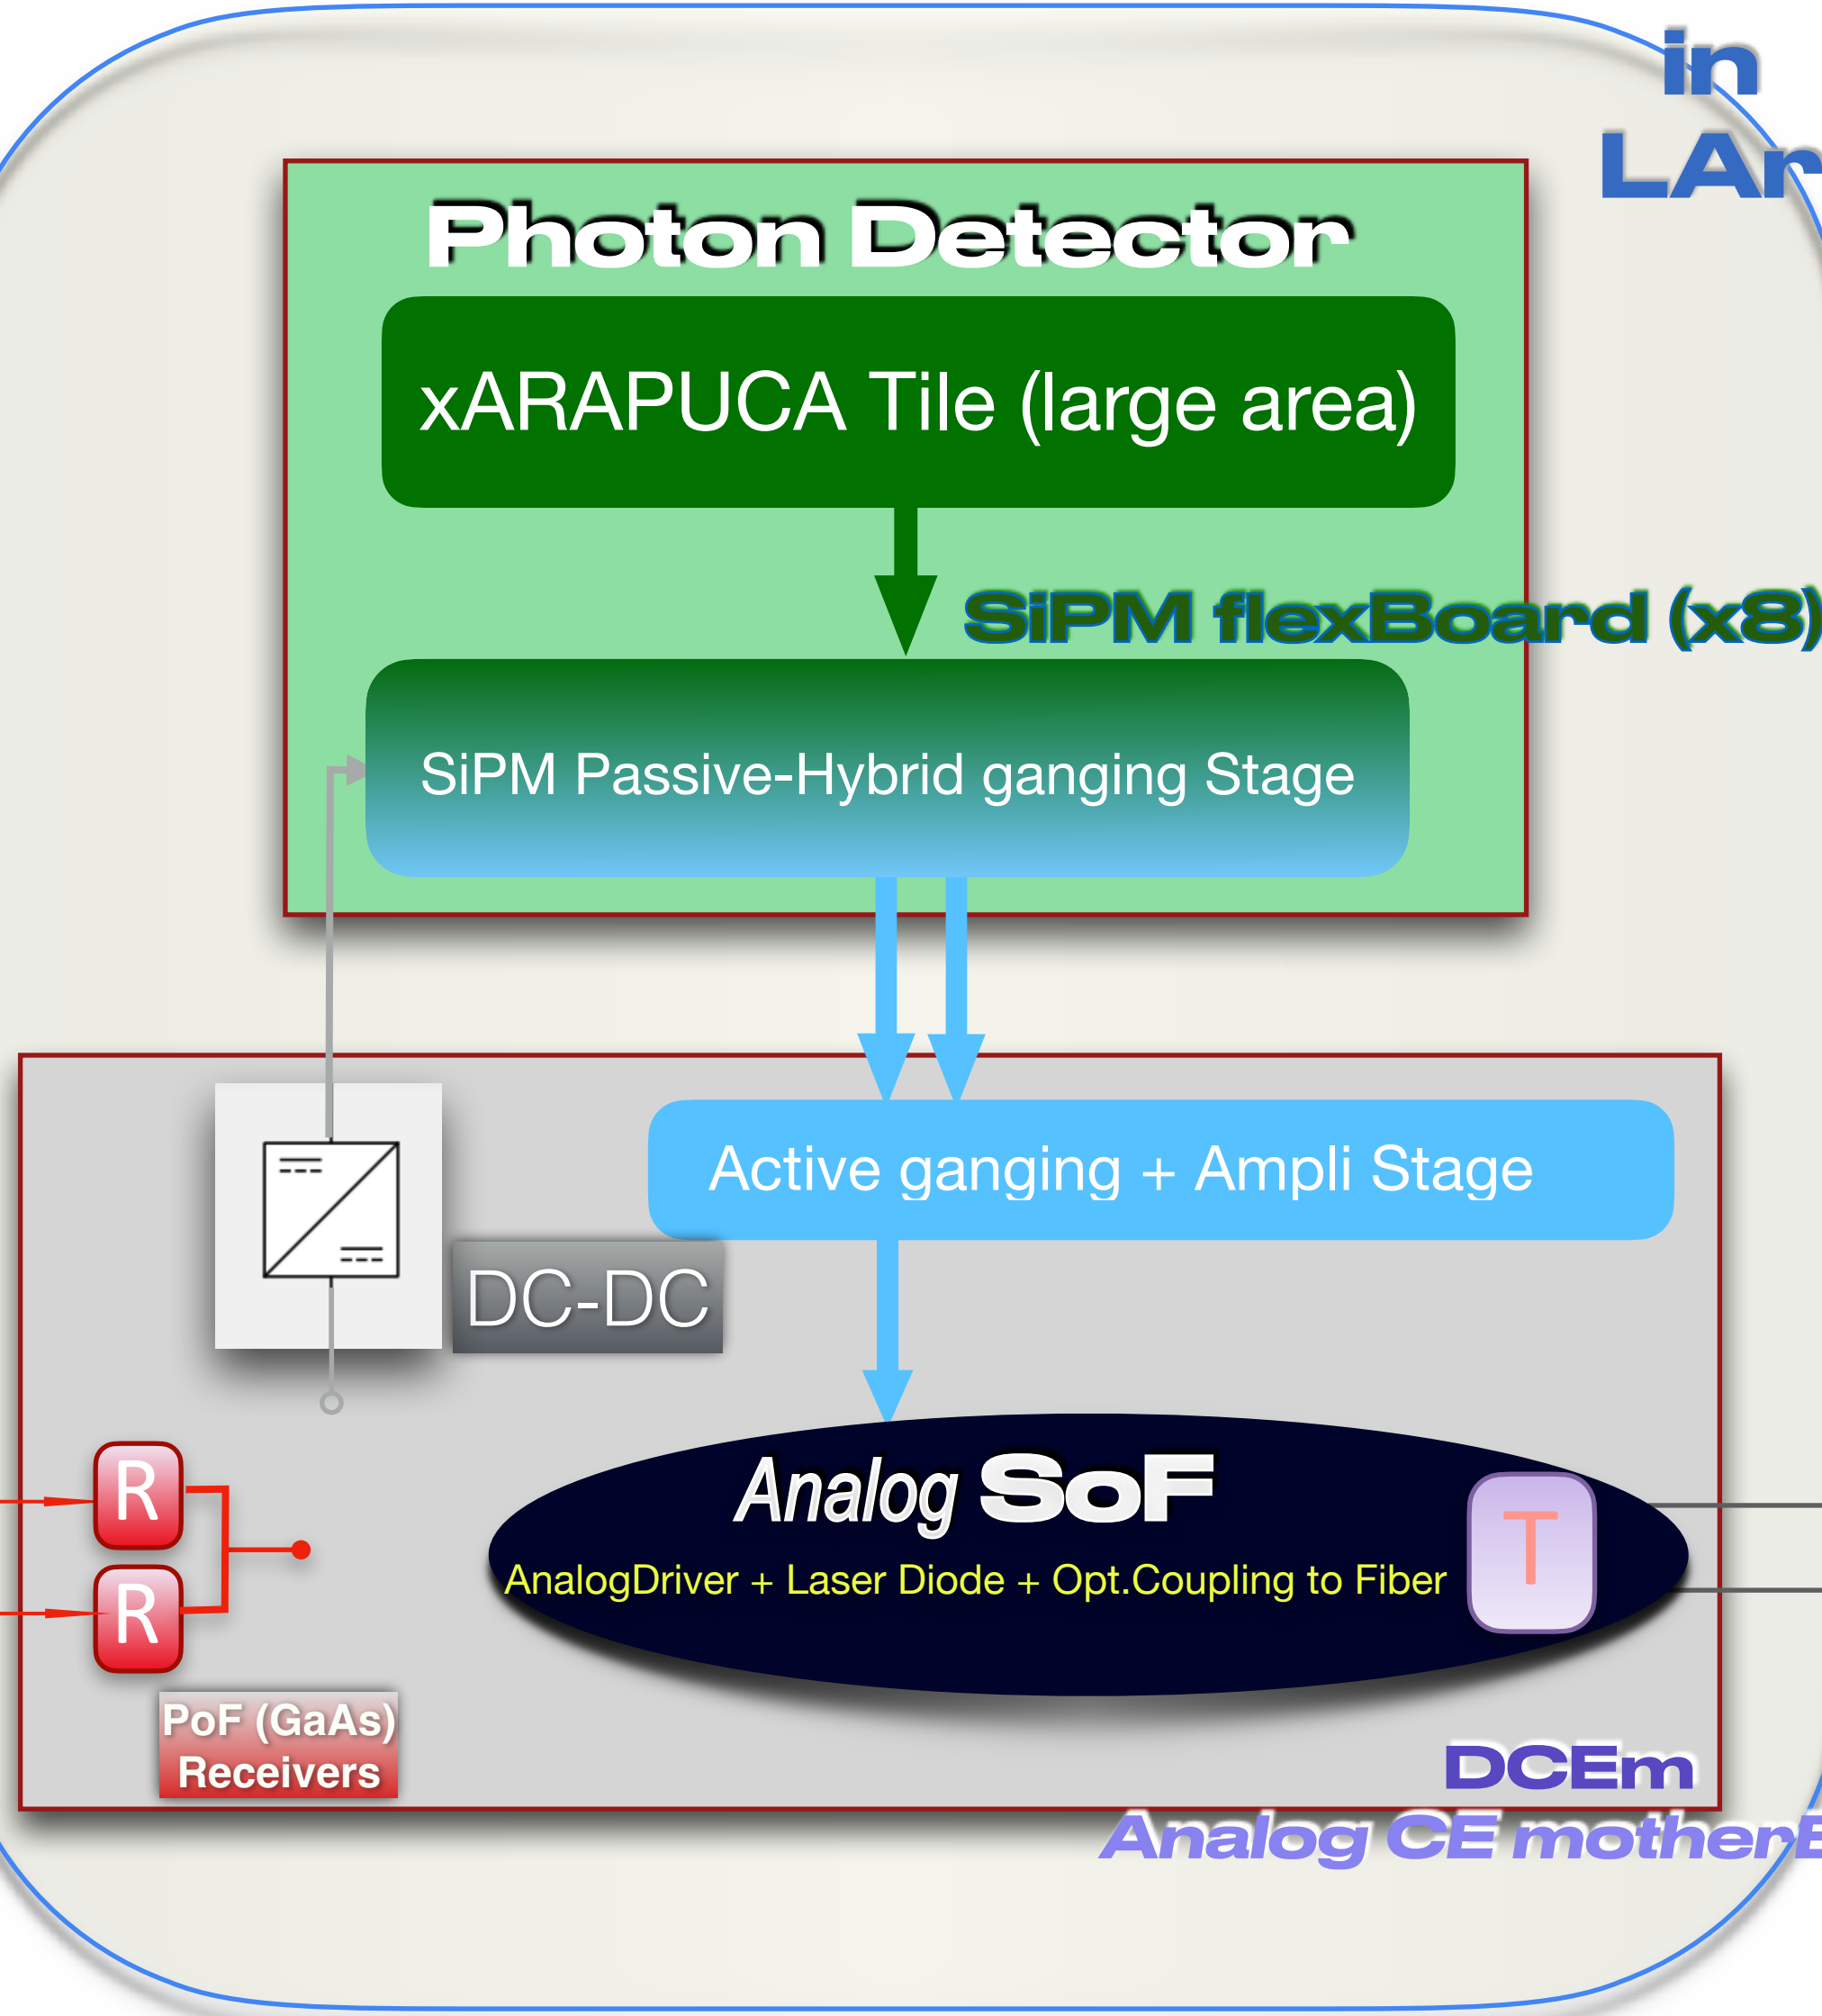 in
LAr
Photon Detector
xARAPUCA Tile (large area)
SiPM flexBoard (x8)
SiPM Passive-Hybrid ganging Stage
Active ganging + Ampli Stage
DC-DC
Analog SoF
AnalogDriver + Laser Diode + Opt.Coupling to Fiber
T
R
R
PoF (GaAs)
Receivers
DCEm
Analog CE mother